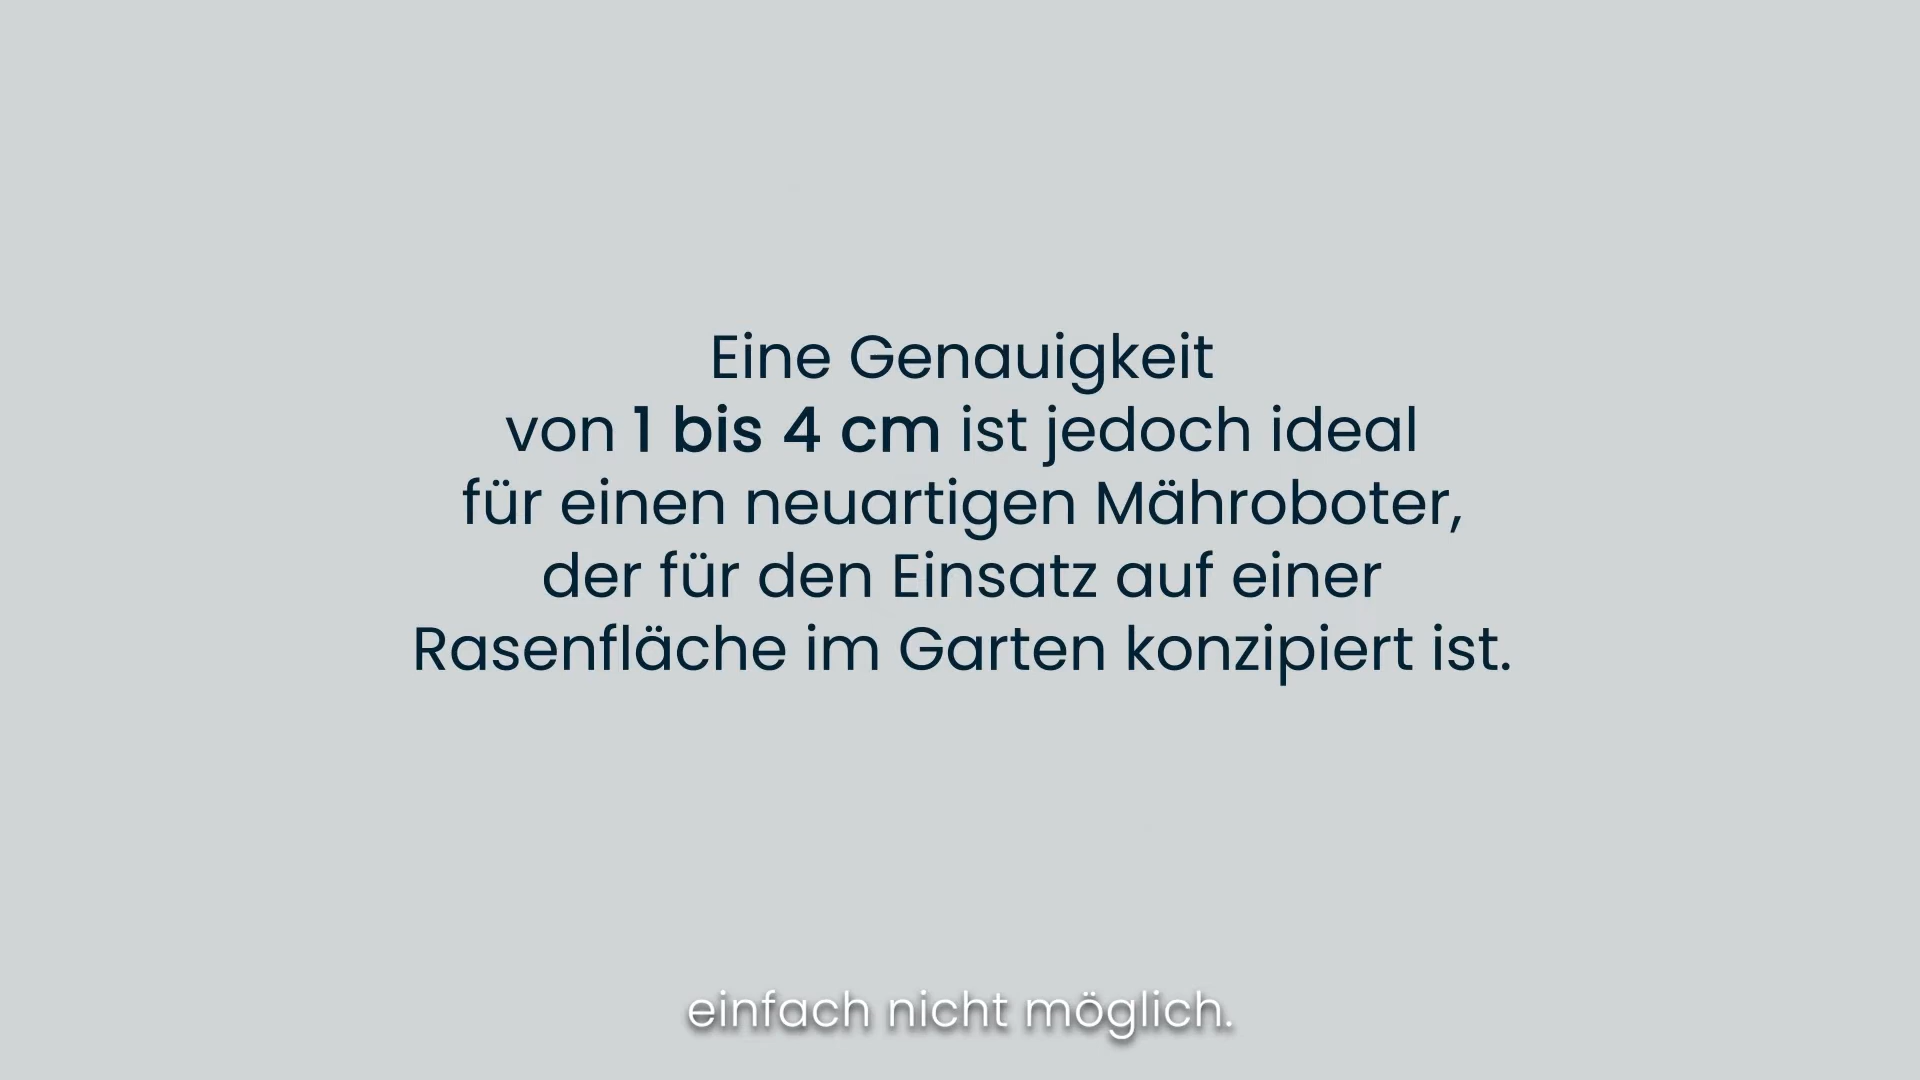 Eine Genauigkeit
von 1 bis 4 cm ist jedoch ideal
für einen neuartigen Mähroboter,
der für den Einsatz auf einer
Rasenfläche im Garten konzipiert ist.
einfach nicht möglich.